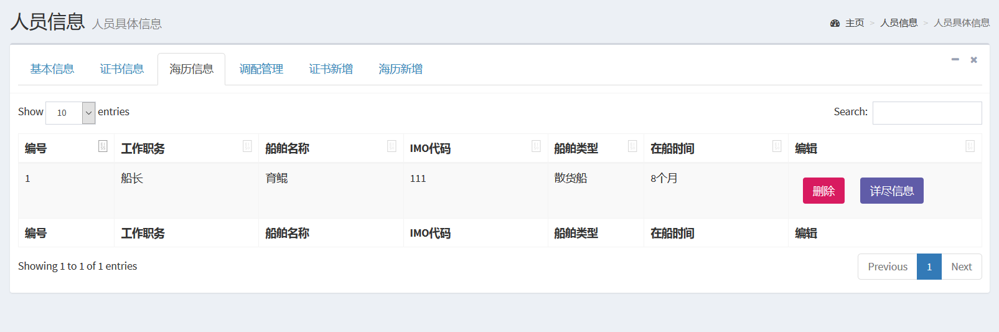 人员信息 人员具体信息
主页 > 人员信息 > 人员具体信息
基本信息 证书信息 海历信息 调配管理 证书新增 海历新增
Show 10 entries Search:
编号 工作职务 船舶名称 IMO代码 船舶类型 在船时间 编辑
1 船长 育鲲 111 散货船 8个月 删除 详尽信息
编号 工作职务 船舶名称 IMO代码 船舶类型 在船时间 编辑
Showing 1 to 1 of 1 entries Previous 1 Next